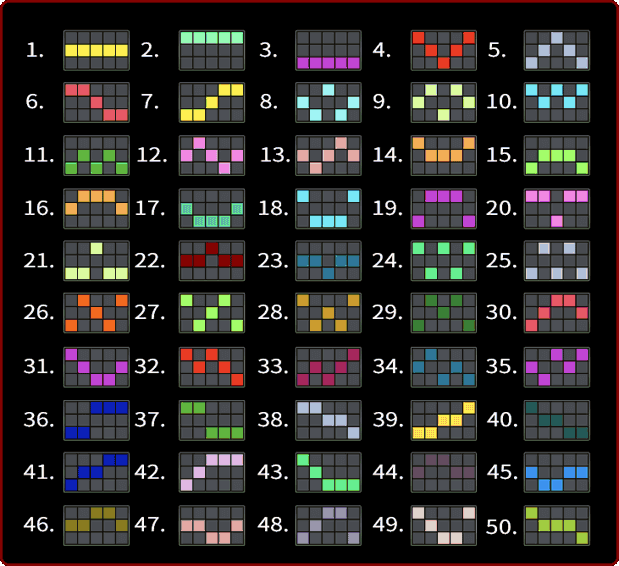 1. 2. 3. 4. 5.
6. 7. 8. 9. 10.
11. 12. 13. 14. 15.
16. 17. 18. 19. 20.
21. 22. 23. 24. 25.
26. 27. 28. 29. 30.
31. 32. 33. 34. 35.
36. 37. 38. 39. 40.
41. 42. 43. 44. 45.
46. 47. 48. 49. 50.